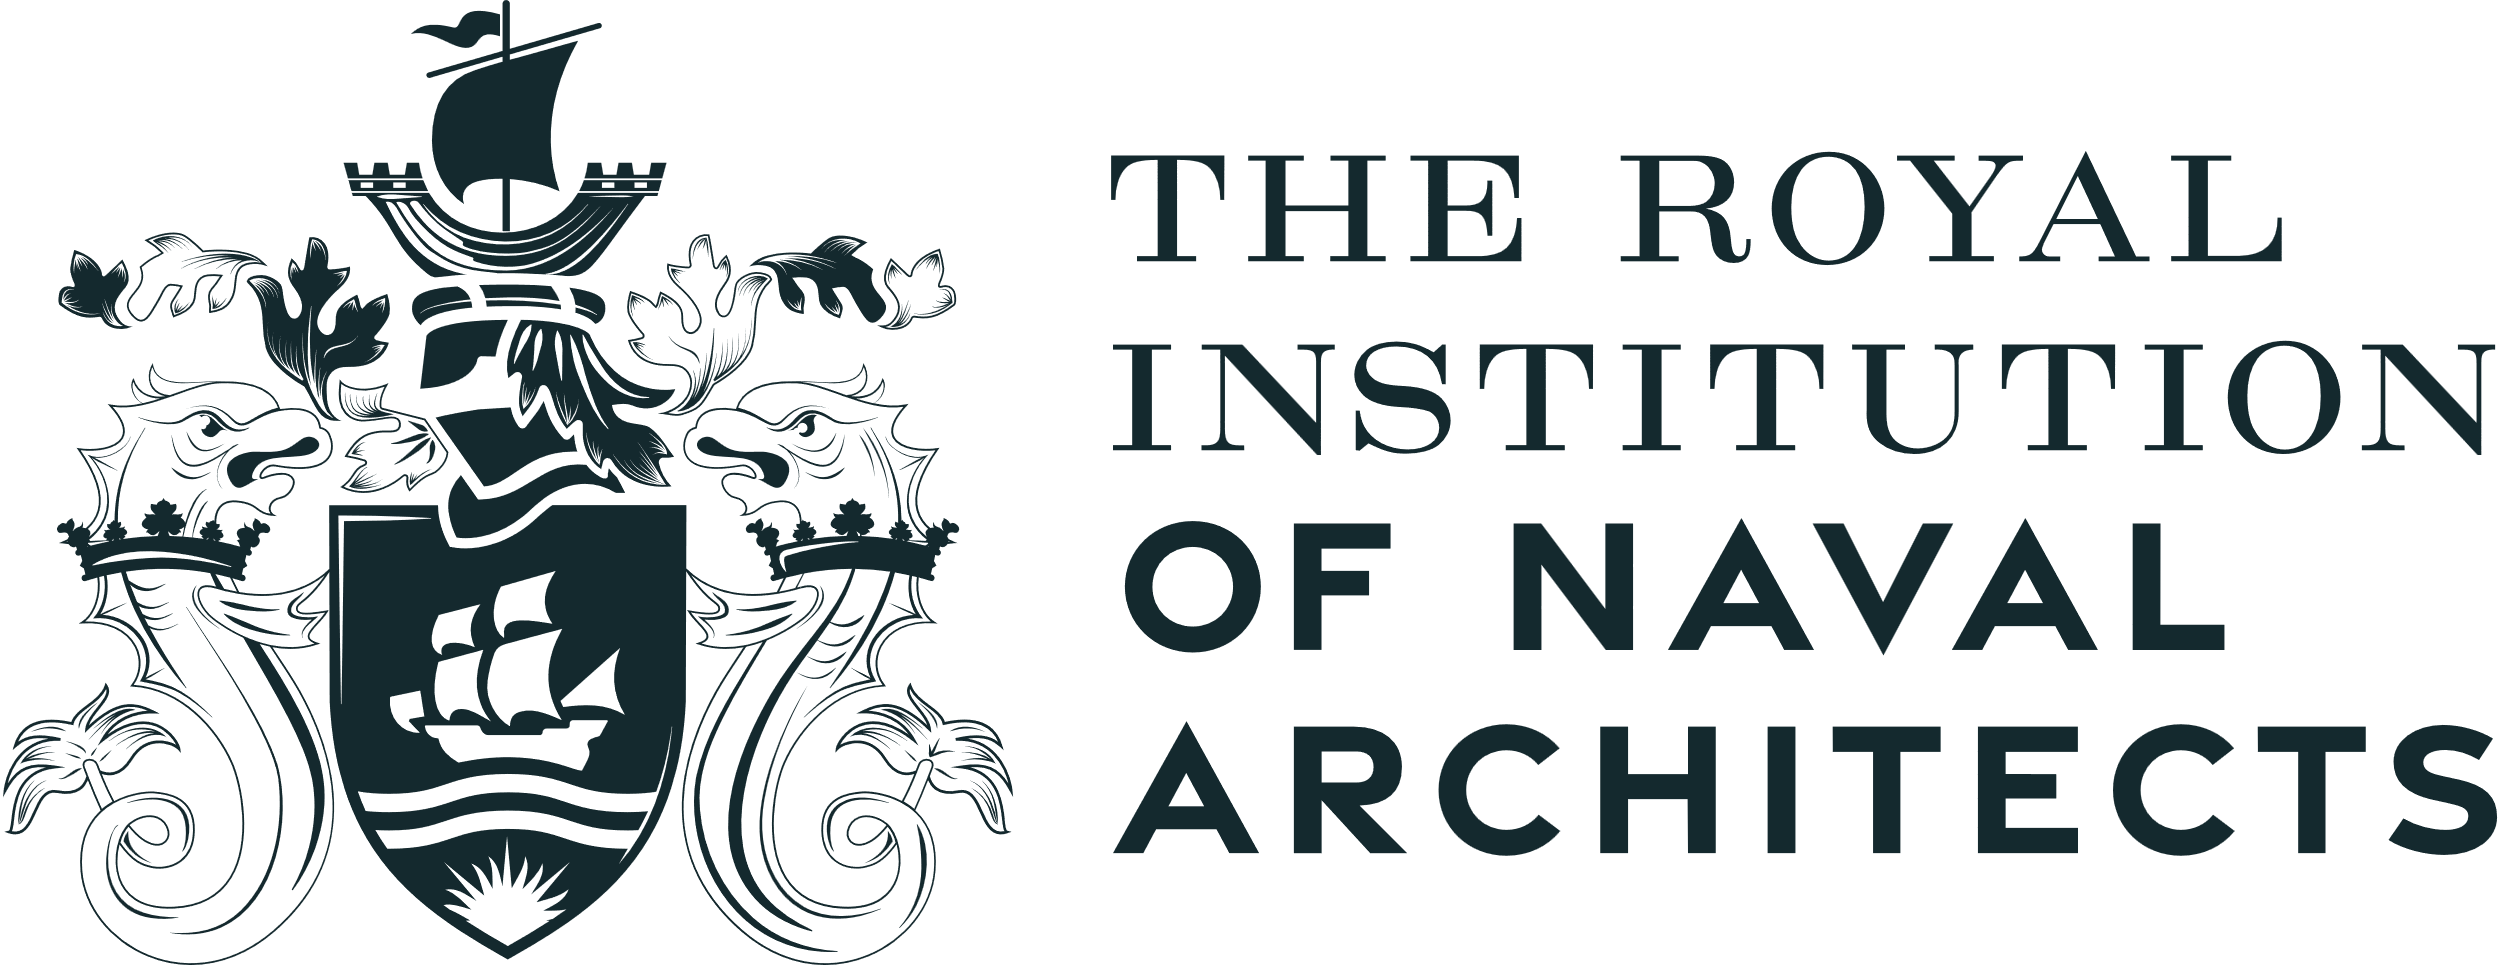 THE ROYAL
INSTITUTION
OF NAVAL
ARCHITECTS